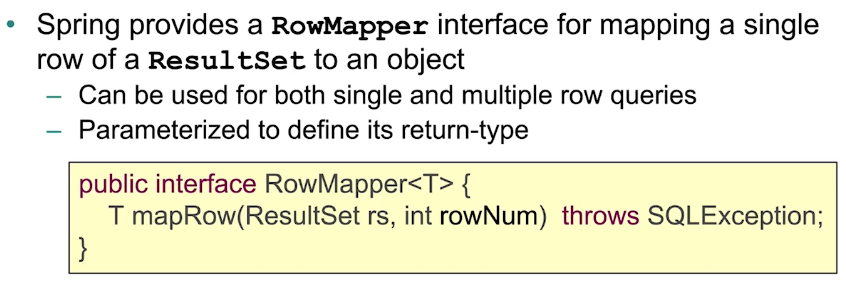 • Spring provides a RowMapper interface for mapping a single
row of a ResultSet to an object
– Can be used for both single and multiple row queries
– Parameterized to define its return-type
public interface RowMapper<T> {
T mapRow(ResultSet rs, int rowNum) throws SQLException;
}